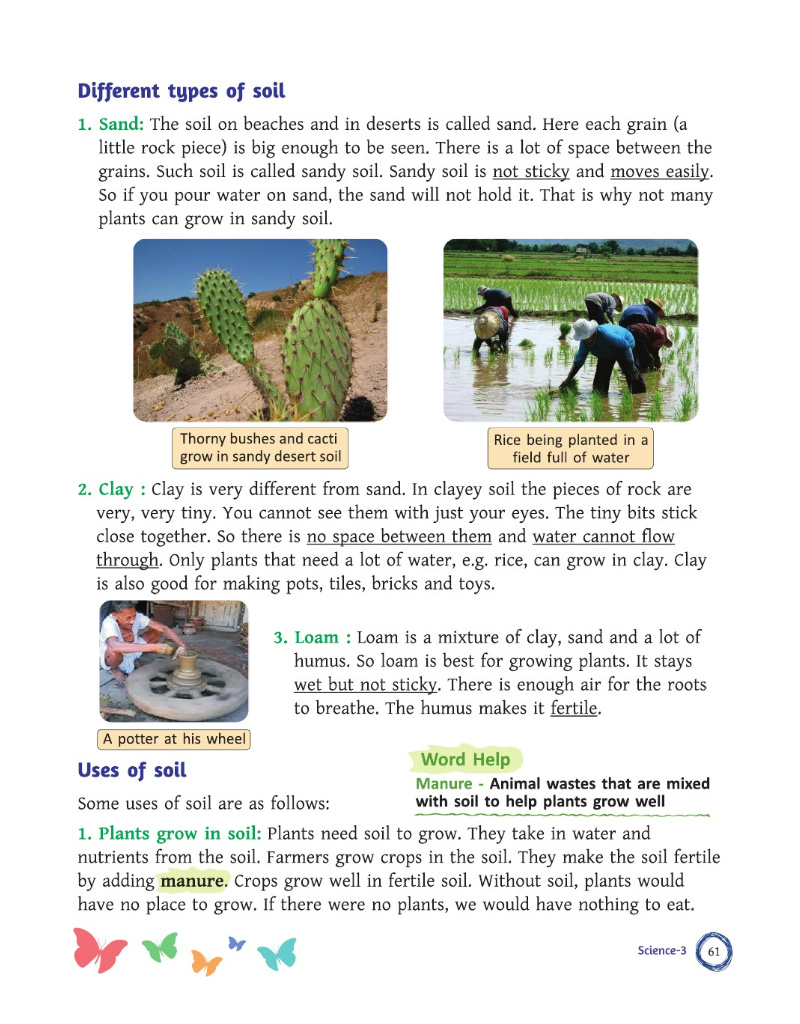 Different types of soil
1. Sand: The soil on beaches and in deserts is called sand. Here each grain (a
little rock piece) is big enough to be seen. There is a lot of space between the
grains. Such soil is called sandy soil. Sandy soil is not sticky and moves easily.
So if you pour water on sand, the sand will not hold it. That is why not many
plants can grow in sandy soil.
Thorny bushes and cacti
grow in sandy desert soil
Rice being planted in a
field full of water
2. Clay : Clay is very different from sand. In clayey soil the pieces of rock are
very, very tiny. You cannot see them with just your eyes. The tiny bits stick
close together. So there is no space between them and water cannot flow
through. Only plants that need a lot of water, e.g. rice, can grow in clay. Clay
is also good for making pots, tiles, bricks and toys.
A potter at his wheel
3. Loam : Loam is a mixture of clay, sand and a lot of
humus. So loam is best for growing plants. It stays
wet but not sticky. There is enough air for the roots
to breathe. The humus makes it fertile.
Uses of soil
Some uses of soil are as follows:
Word Help
Manure - Animal wastes that are mixed
with soil to help plants grow well
1. Plants grow in soil: Plants need soil to grow. They take in water and
nutrients from the soil. Farmers grow crops in the soil. They make the soil fertile
by adding manure. Crops grow well in fertile soil. Without soil, plants would
have no place to grow. If there were no plants, we would have nothing to eat.
Science-3 61